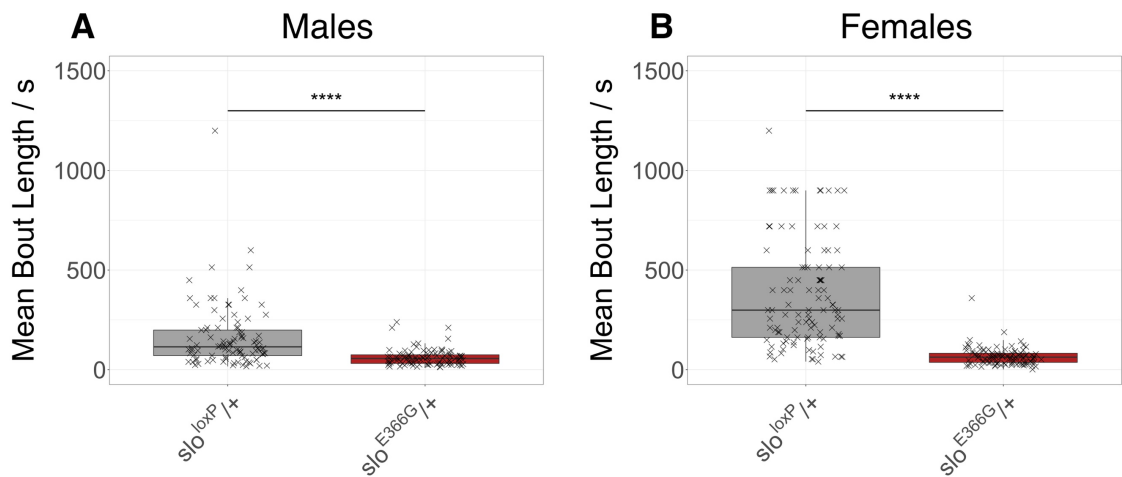 A Males
Mean Bout Length / s
1500
1000
500
0
****
slo^loxP/+
slo^E366G/+
B Females
Mean Bout Length / s
1500
1000
500
0
****
slo^loxP/+
slo^E366G/+